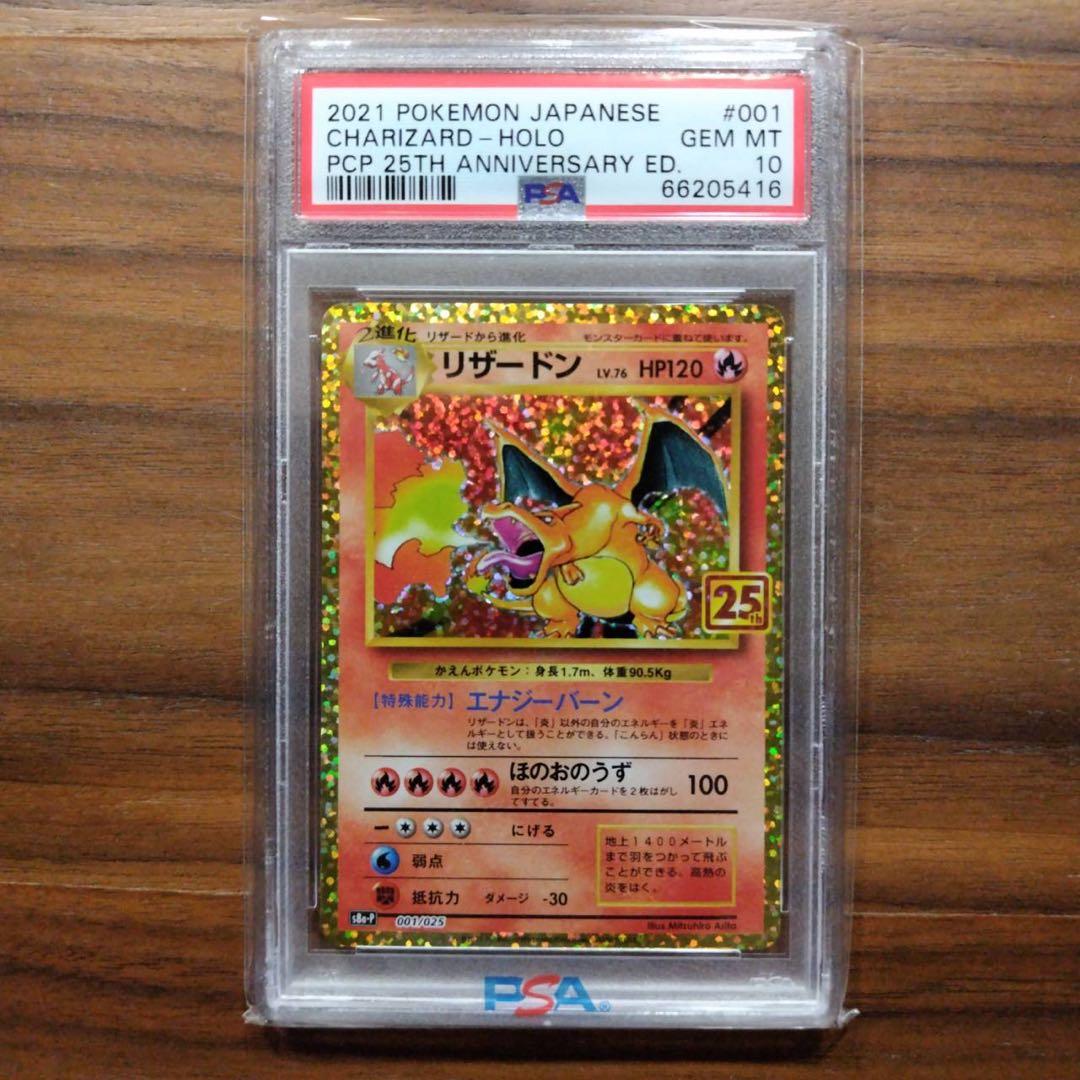 2021 POKEMON JAPANESE #001
CHARIZARD - HOLO GEM MT
PCP 25TH ANNIVERSARY ED. 10
PSA 66205416
2進化 リザードから進化 モンスターカードに重ねて使います。
リザードン LV.76 HP120
25th
かえんポケモン:身長1.7m、体重90.5Kg
【特殊能力】エナジーバーン
リザードンは、「炎」以外の自分のエネルギーを「炎」エネ
ルギーとして扱うことができる。「こんらん」状態のときに
は使えない。
ほのおのうず 100
自分のエネルギーカードを2枚はがし
てすてる。
ー にげる
弱点
抵抗力 ダメージ -30
地上1400メートル
まで羽をつかって飛ぶ
ことができる。高熱の
炎をはく。
s8a-P 001/025 Illus Mitsuhiro Arita
PSA®